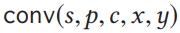 conv(s, p, c, x, y)